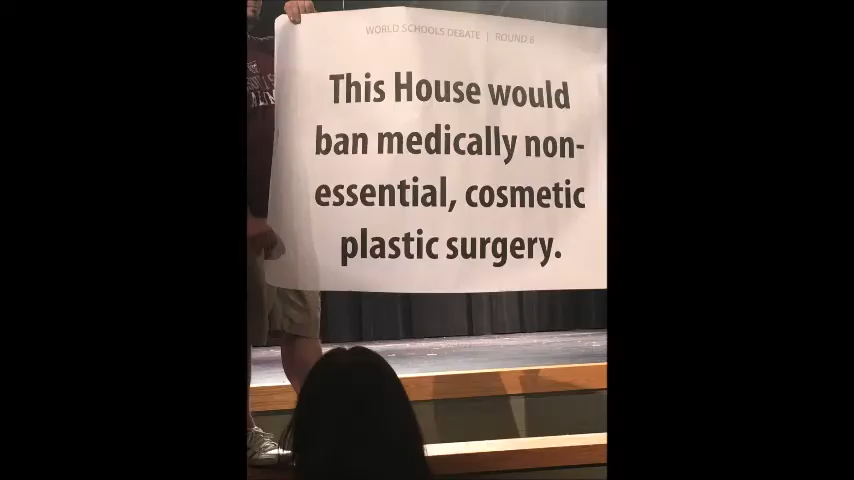 WORLD SCHOOLS DEBATE | ROUND 6
This House would
ban medically non-
essential, cosmetic
plastic surgery.